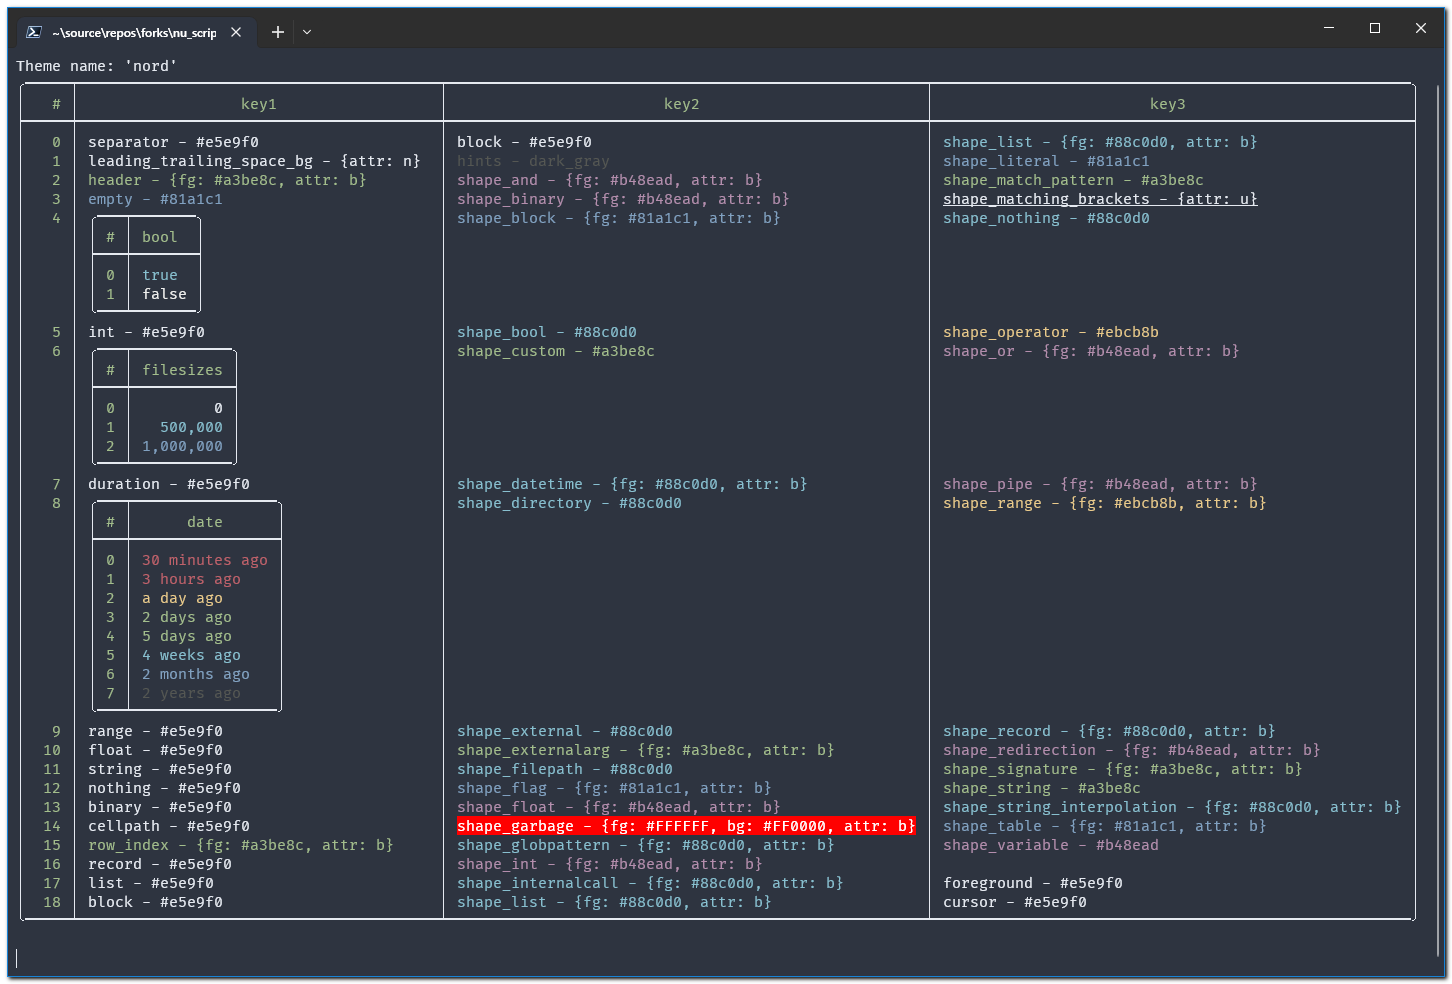 ~\source\repos\forks\nu_scrip
Theme name: 'nord'
# key1 key2 key3
0 separator - #e5e9f0 block - #e5e9f0 shape_list - {fg: #88c0d0, attr: b}
1 leading_trailing_space_bg - {attr: n} hints - dark_gray shape_literal - #81a1c1
2 header - {fg: #a3be8c, attr: b} shape_and - {fg: #b48ead, attr: b} shape_match_pattern - #a3be8c
3 empty - #81a1c1 shape_binary - {fg: #b48ead, attr: b} shape_matching_brackets - {attr: u}
4 shape_block - {fg: #81a1c1, attr: b} shape_nothing - #88c0d0
# bool
0 true
1 false
5 int - #e5e9f0 shape_bool - #88c0d0 shape_operator - #ebcb8b
6 shape_custom - #a3be8c shape_or - {fg: #b48ead, attr: b}
# filesizes
0 0
1 500,000
2 1,000,000
7 duration - #e5e9f0 shape_datetime - {fg: #88c0d0, attr: b} shape_pipe - {fg: #b48ead, attr: b}
8 shape_directory - #88c0d0 shape_range - {fg: #ebcb8b, attr: b}
# date
0 30 minutes ago
1 3 hours ago
2 a day ago
3 2 days ago
4 5 days ago
5 4 weeks ago
6 2 months ago
7 2 years ago
9 range - #e5e9f0 shape_external - #88c0d0 shape_record - {fg: #88c0d0, attr: b}
10 float - #e5e9f0 shape_externalarg - {fg: #a3be8c, attr: b} shape_redirection - {fg: #b48ead, attr: b}
11 string - #e5e9f0 shape_filepath - #88c0d0 shape_signature - {fg: #a3be8c, attr: b}
12 nothing - #e5e9f0 shape_flag - {fg: #81a1c1, attr: b} shape_string - #a3be8c
13 binary - #e5e9f0 shape_float - {fg: #b48ead, attr: b} shape_string_interpolation - {fg: #88c0d0, attr: b}
14 cellpath - #e5e9f0 shape_garbage - {fg: #FFFFFF, bg: #FF0000, attr: b} shape_table - {fg: #81a1c1, attr: b}
15 row_index - {fg: #a3be8c, attr: b} shape_globpattern - {fg: #88c0d0, attr: b} shape_variable - #b48ead
16 record - #e5e9f0 shape_int - {fg: #b48ead, attr: b}
17 list - #e5e9f0 shape_internalcall - {fg: #88c0d0, attr: b} foreground - #e5e9f0
18 block - #e5e9f0 shape_list - {fg: #88c0d0, attr: b} cursor - #e5e9f0